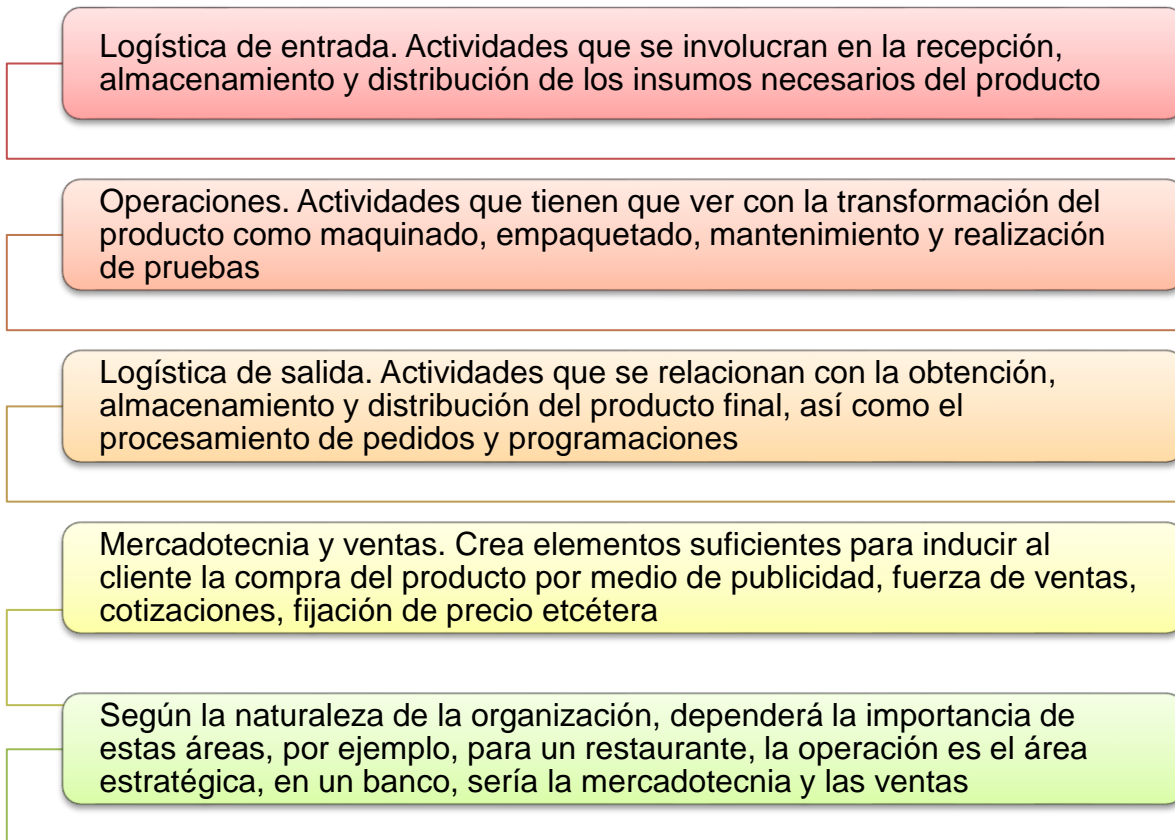 Logística de entrada. Actividades que se involucran en la recepción,
almacenamiento y distribución de los insumos necesarios del producto
Operaciones. Actividades que tienen que ver con la transformación del
producto como maquinado, empaquetado, mantenimiento y realización
de pruebas
Logística de salida. Actividades que se relacionan con la obtención,
almacenamiento y distribución del producto final, así como el
procesamiento de pedidos y programaciones
Mercadotecnia y ventas. Crea elementos suficientes para inducir al
cliente la compra del producto por medio de publicidad, fuerza de ventas,
cotizaciones, fijación de precio etcétera
Según la naturaleza de la organización, dependerá la importancia de
estas áreas, por ejemplo, para un restaurante, la operación es el área
estratégica, en un banco, sería la mercadotecnia y las ventas